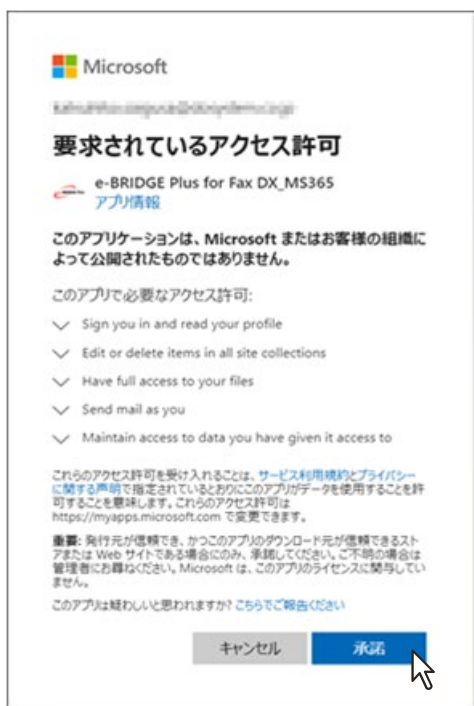 Microsoft
要求されているアクセス許可
e-BRIDGE Plus for Fax DX_MS365
アプリ情報
このアプリケーションは、Microsoft またはお客様の組織に
よって公開されたものではありません。
このアプリで必要なアクセス許可:
Sign you in and read your profile
Edit or delete items in all site collections
Have full access to your files
Send mail as you
Maintain access to data you have given it access to
これらのアクセス許可を受け入れることは、サービス利用規約とプライバシー
に関する声明で指定されているとおりにこのアプリがデータを使用することを許
可することを意味します。これらのアクセス許可は
https://myapps.microsoft.com で変更できます。
重要: 発行元が信頼でき、かつこのアプリのダウンロード元が信頼できるスト
アまたは Web サイトである場合にのみ、承諾してください。ご不明の場合は
管理者にお尋ねください。Microsoft は、このアプリのライセンスに関与してい
ません。
このアプリは疑わしいと思われますか? こちらでご報告ください
キャンセル
承諾